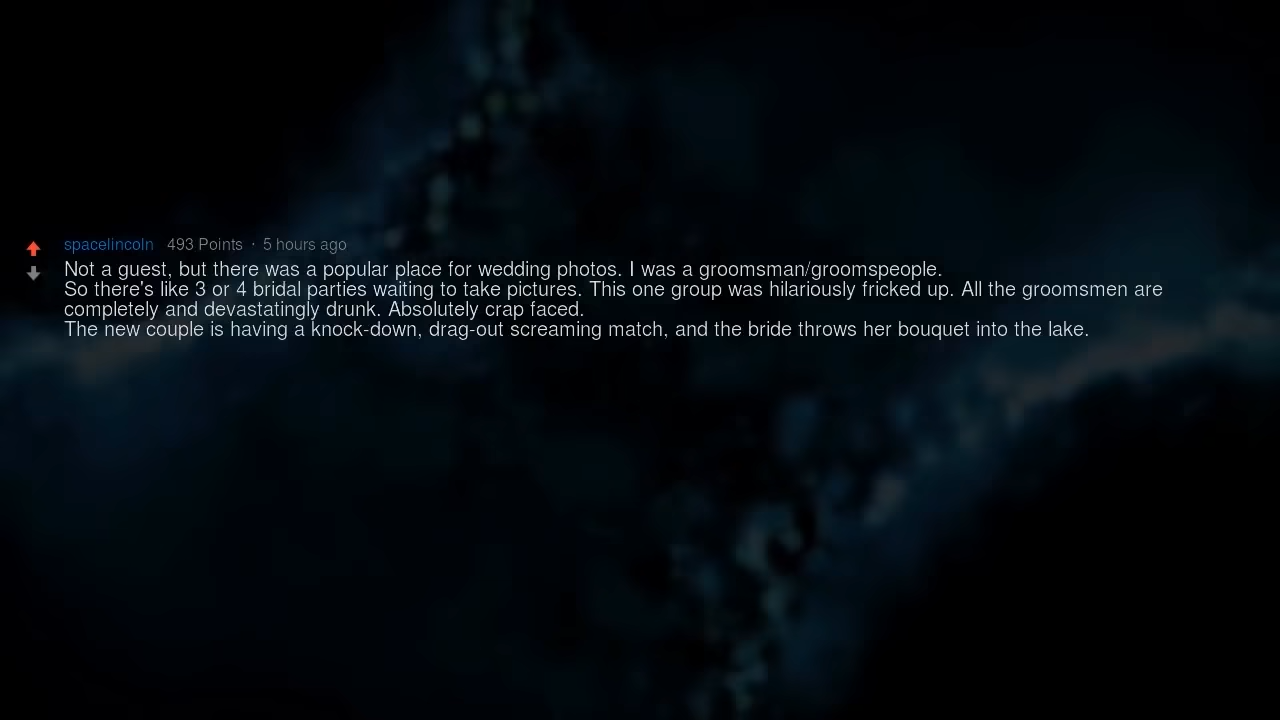 spacelincoln 493 Points · 5 hours ago
Not a guest, but there was a popular place for wedding photos. I was a groomsman/groomspeople.
So there's like 3 or 4 bridal parties waiting to take pictures. This one group was hilariously fricked up. All the groomsmen are
completely and devastatingly drunk. Absolutely crap faced.
The new couple is having a knock-down, drag-out screaming match, and the bride throws her bouquet into the lake.